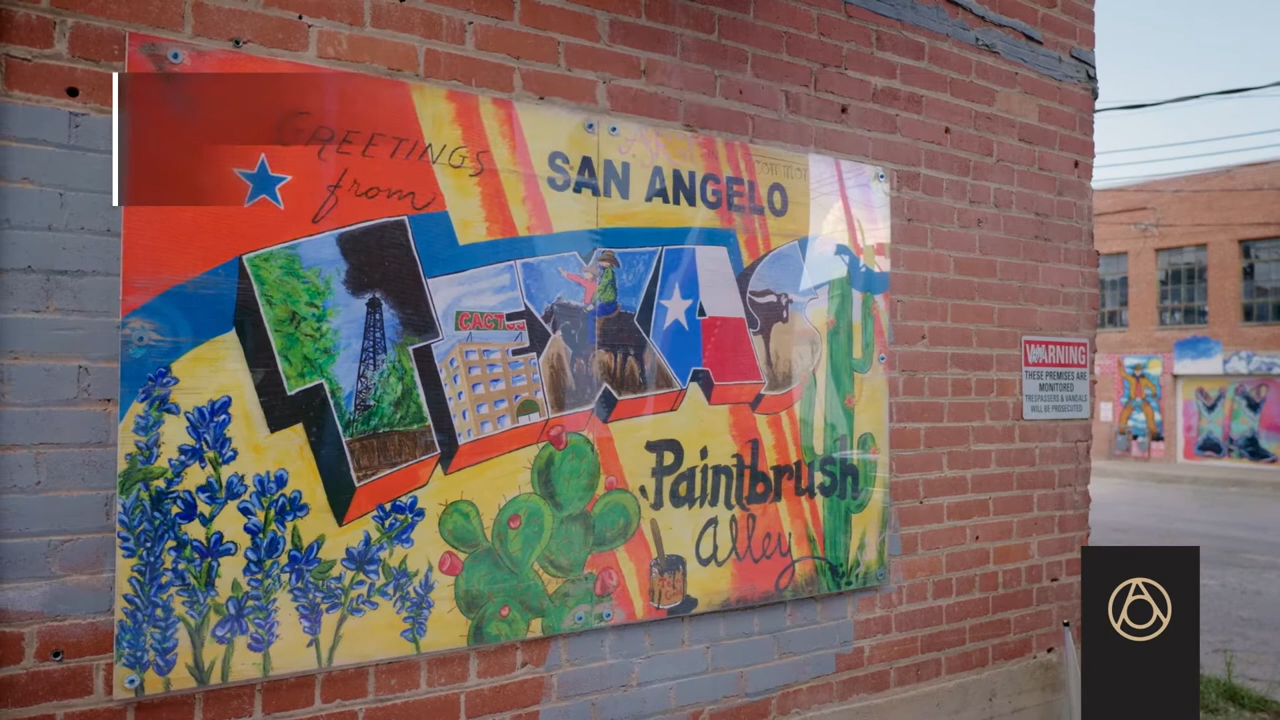 GREETINGS
from
SAN ANGELO
TEXAS
CACTUS
Paintbrush
Alley
WARNING
THESE PREMISES ARE
MONITORED
TRESPASSERS & VANDALS
WILL BE PROSECUTED